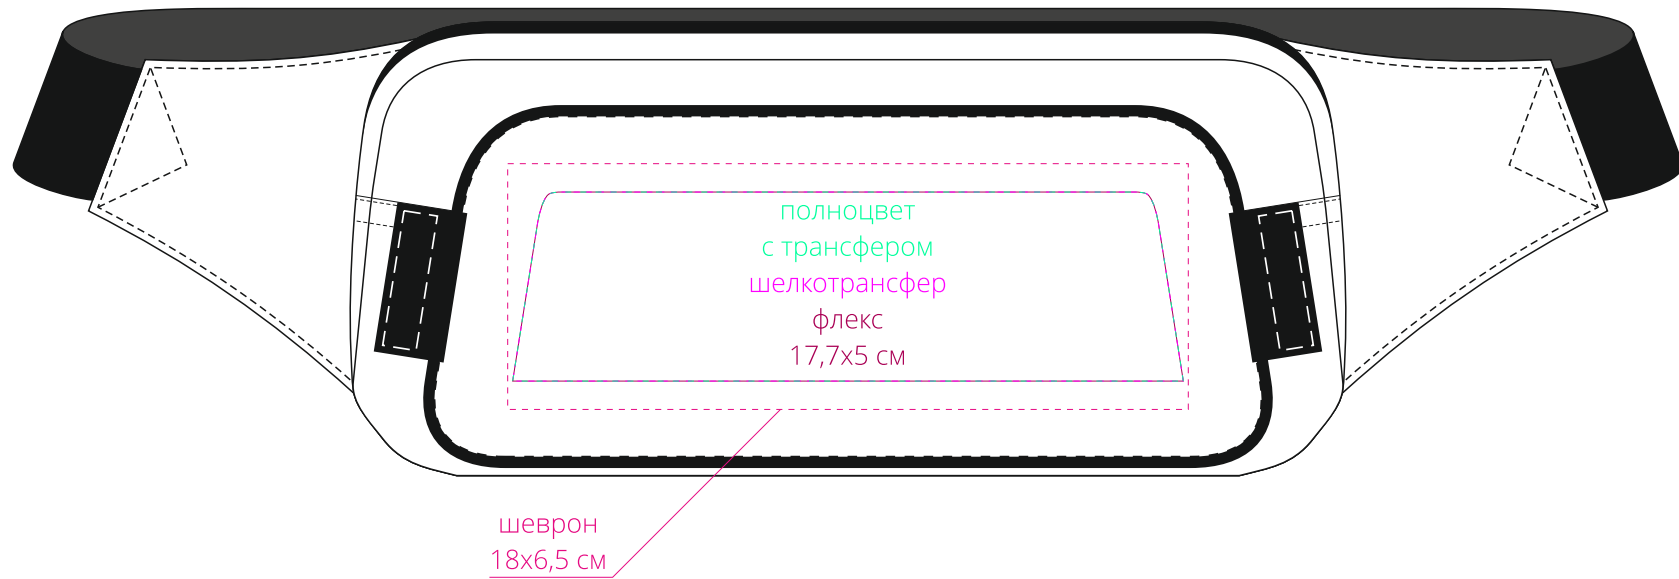 полноцвет
с трансфером
шелкотрансфер
флекс
17,7х5 см
шеврон
18х6,5 см